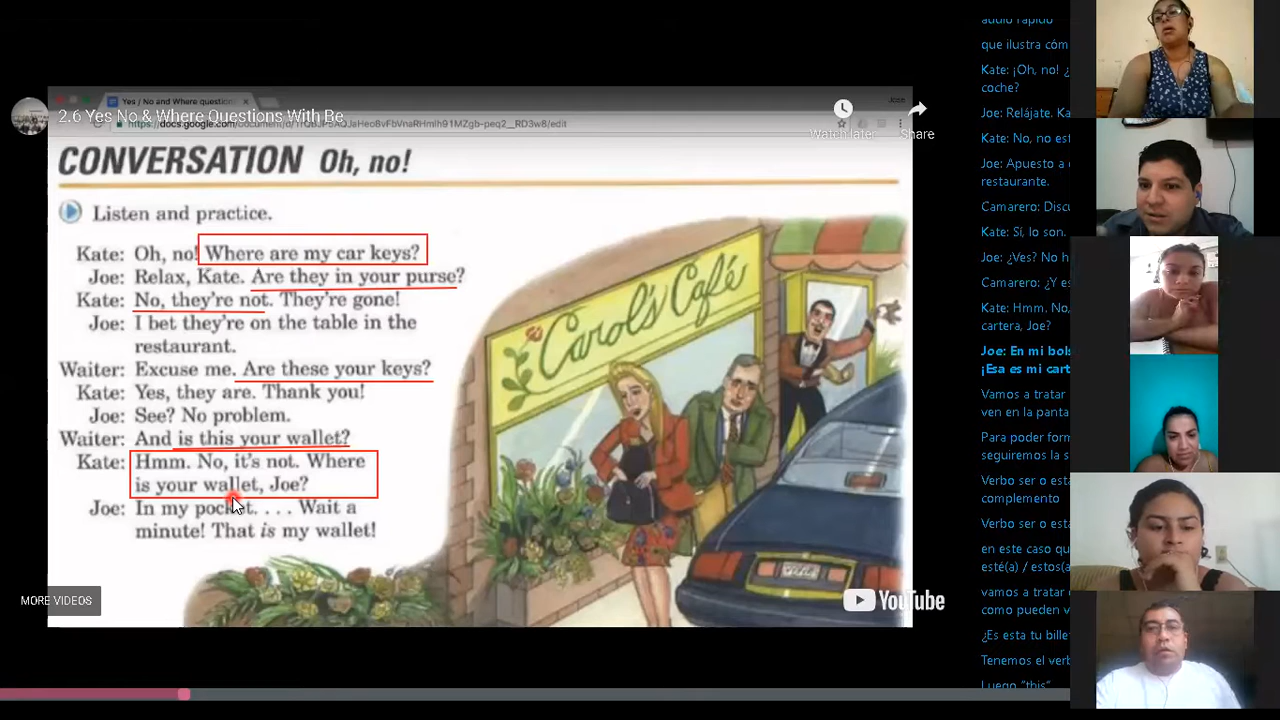 2.6 Yes No & Where Questions With Be
Yes / No and Where question
Watch later
Share
CONVERSATION Oh, no!
Listen and practice.
Kate: Oh, no! Where are my car keys?
Joe: Relax, Kate. Are they in your purse?
Kate: No, they're not. They're gone!
Joe: I bet they're on the table in the
restaurant.
Waiter: Excuse me. Are these your keys?
Kate: Yes, they are. Thank you!
Joe: See? No problem.
Waiter: And is this your wallet?
Kate: Hmm. No, it's not. Where
is your wallet, Joe?
Joe: In my pocket. . . . Wait a
minute! That is my wallet!
Carol's Café
MORE VIDEOS
YouTube
audio rápido
que ilustra cóm
Kate: ¡Oh, no! ¿
coche?
Joe: Relájate. Ka
Kate: No, no est
Joe: Apuesto a
restaurante.
Camarero: Discu
Kate: Sí, lo son.
Joe: ¿Ves? No h
Camarero: ¿Y es
Kate: Hmm. No,
cartera, Joe?
Joe: En mi bols
¡Esa es mi cart
Vamos a tratar
ven en la panta
Para poder form
seguiremos la s
Verbo ser o esta
complemento
Verbo ser o esta
en este caso qu
esté(a) / estos(a
vamos a tratar
como pueden v
¿Es esta tu bille
Tenemos el verb
Luego "this"